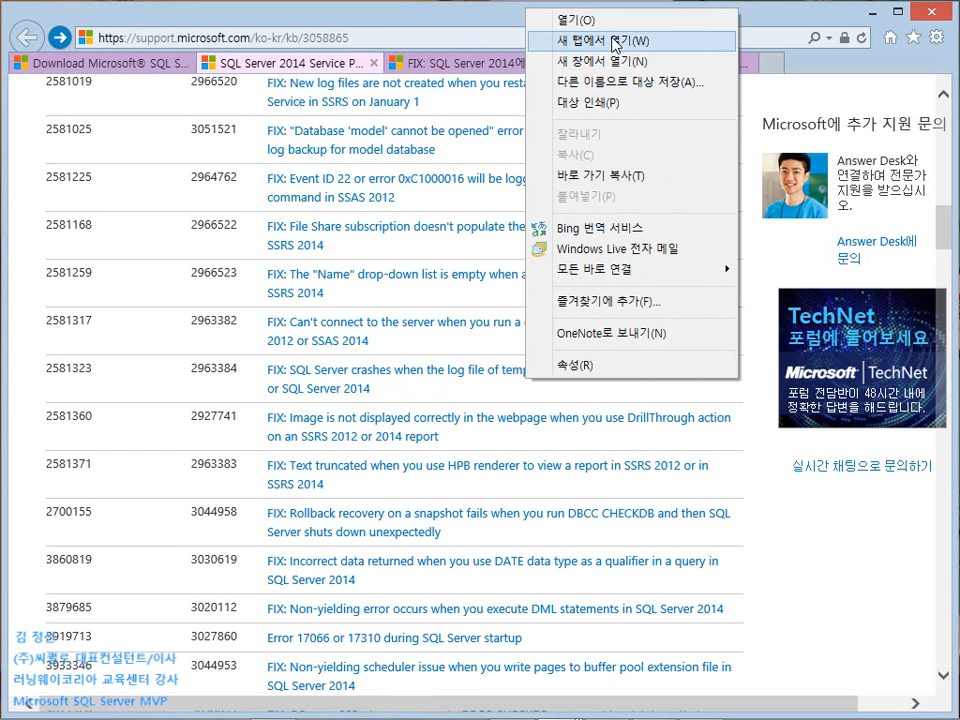 https://support.microsoft.com/ko-kr/kb/3058865
Download Microsoft® SQL S...
SQL Server 2014 Service P...
FIX: SQL Server 2014에
2581019 2966520 FIX: New log files are not created when you resta
Service in SSRS on January 1
2581025 3051521 FIX: "Database 'model' cannot be opened" error
log backup for model database
2581225 2964762 FIX: Event ID 22 or error 0xC1000016 will be logg
command in SSAS 2012
2581168 2966522 FIX: File Share subscription doesn't populate the
SSRS 2014
2581259 2966523 FIX: The "Name" drop-down list is empty when a
SSRS 2014
2581317 2963382 FIX: Can't connect to the server when you run a
2012 or SSAS 2014
2581323 2963384 FIX: SQL Server crashes when the log file of temp
or SQL Server 2014
2581360 2927741 FIX: Image is not displayed correctly in the webpage when you use DrillThrough action
on an SSRS 2012 or 2014 report
2581371 2963383 FIX: Text truncated when you use HPB renderer to view a report in SSRS 2012 or in
SSRS 2014
2700155 3044958 FIX: Rollback recovery on a snapshot fails when you run DBCC CHECKDB and then SQL
Server shuts down unexpectedly
3860819 3030619 FIX: Incorrect data returned when you use DATE data type as a qualifier in a query in
SQL Server 2014
3879685 3020112 FIX: Non-yielding error occurs when you execute DML statements in SQL Server 2014
3919713 3027860 Error 17066 or 17310 during SQL Server startup
3933346 3044953 FIX: Non-yielding scheduler issue when you write pages to buffer pool extension file in
SQL Server 2014
열기(O)
새 탭에서 열기(W)
새 창에서 열기(N)
다른 이름으로 대상 저장(A)...
대상 인쇄(P)
잘라내기
복사(C)
바로 가기 복사(T)
붙여넣기(P)
Bing 번역 서비스
Windows Live 전자 메일
모든 바로 연결
즐겨찾기에 추가(F)...
OneNote로 보내기(N)
속성(R)
Microsoft에 추가 지원 문의
Answer Desk와
연결하여 전문가
지원을 받으십시
오.
Answer Desk에
문의
TechNet
포럼에 물어보세요
Microsoft | TechNet
포럼 전담반이 48시간 내에
정확한 답변을 해드립니다.
실시간 채팅으로 문의하기
김 정선
(주)씨퀄로 대표컨설턴트/이사
러닝웨이코리아 교육센터 강사
Microsoft SQL Server MVP